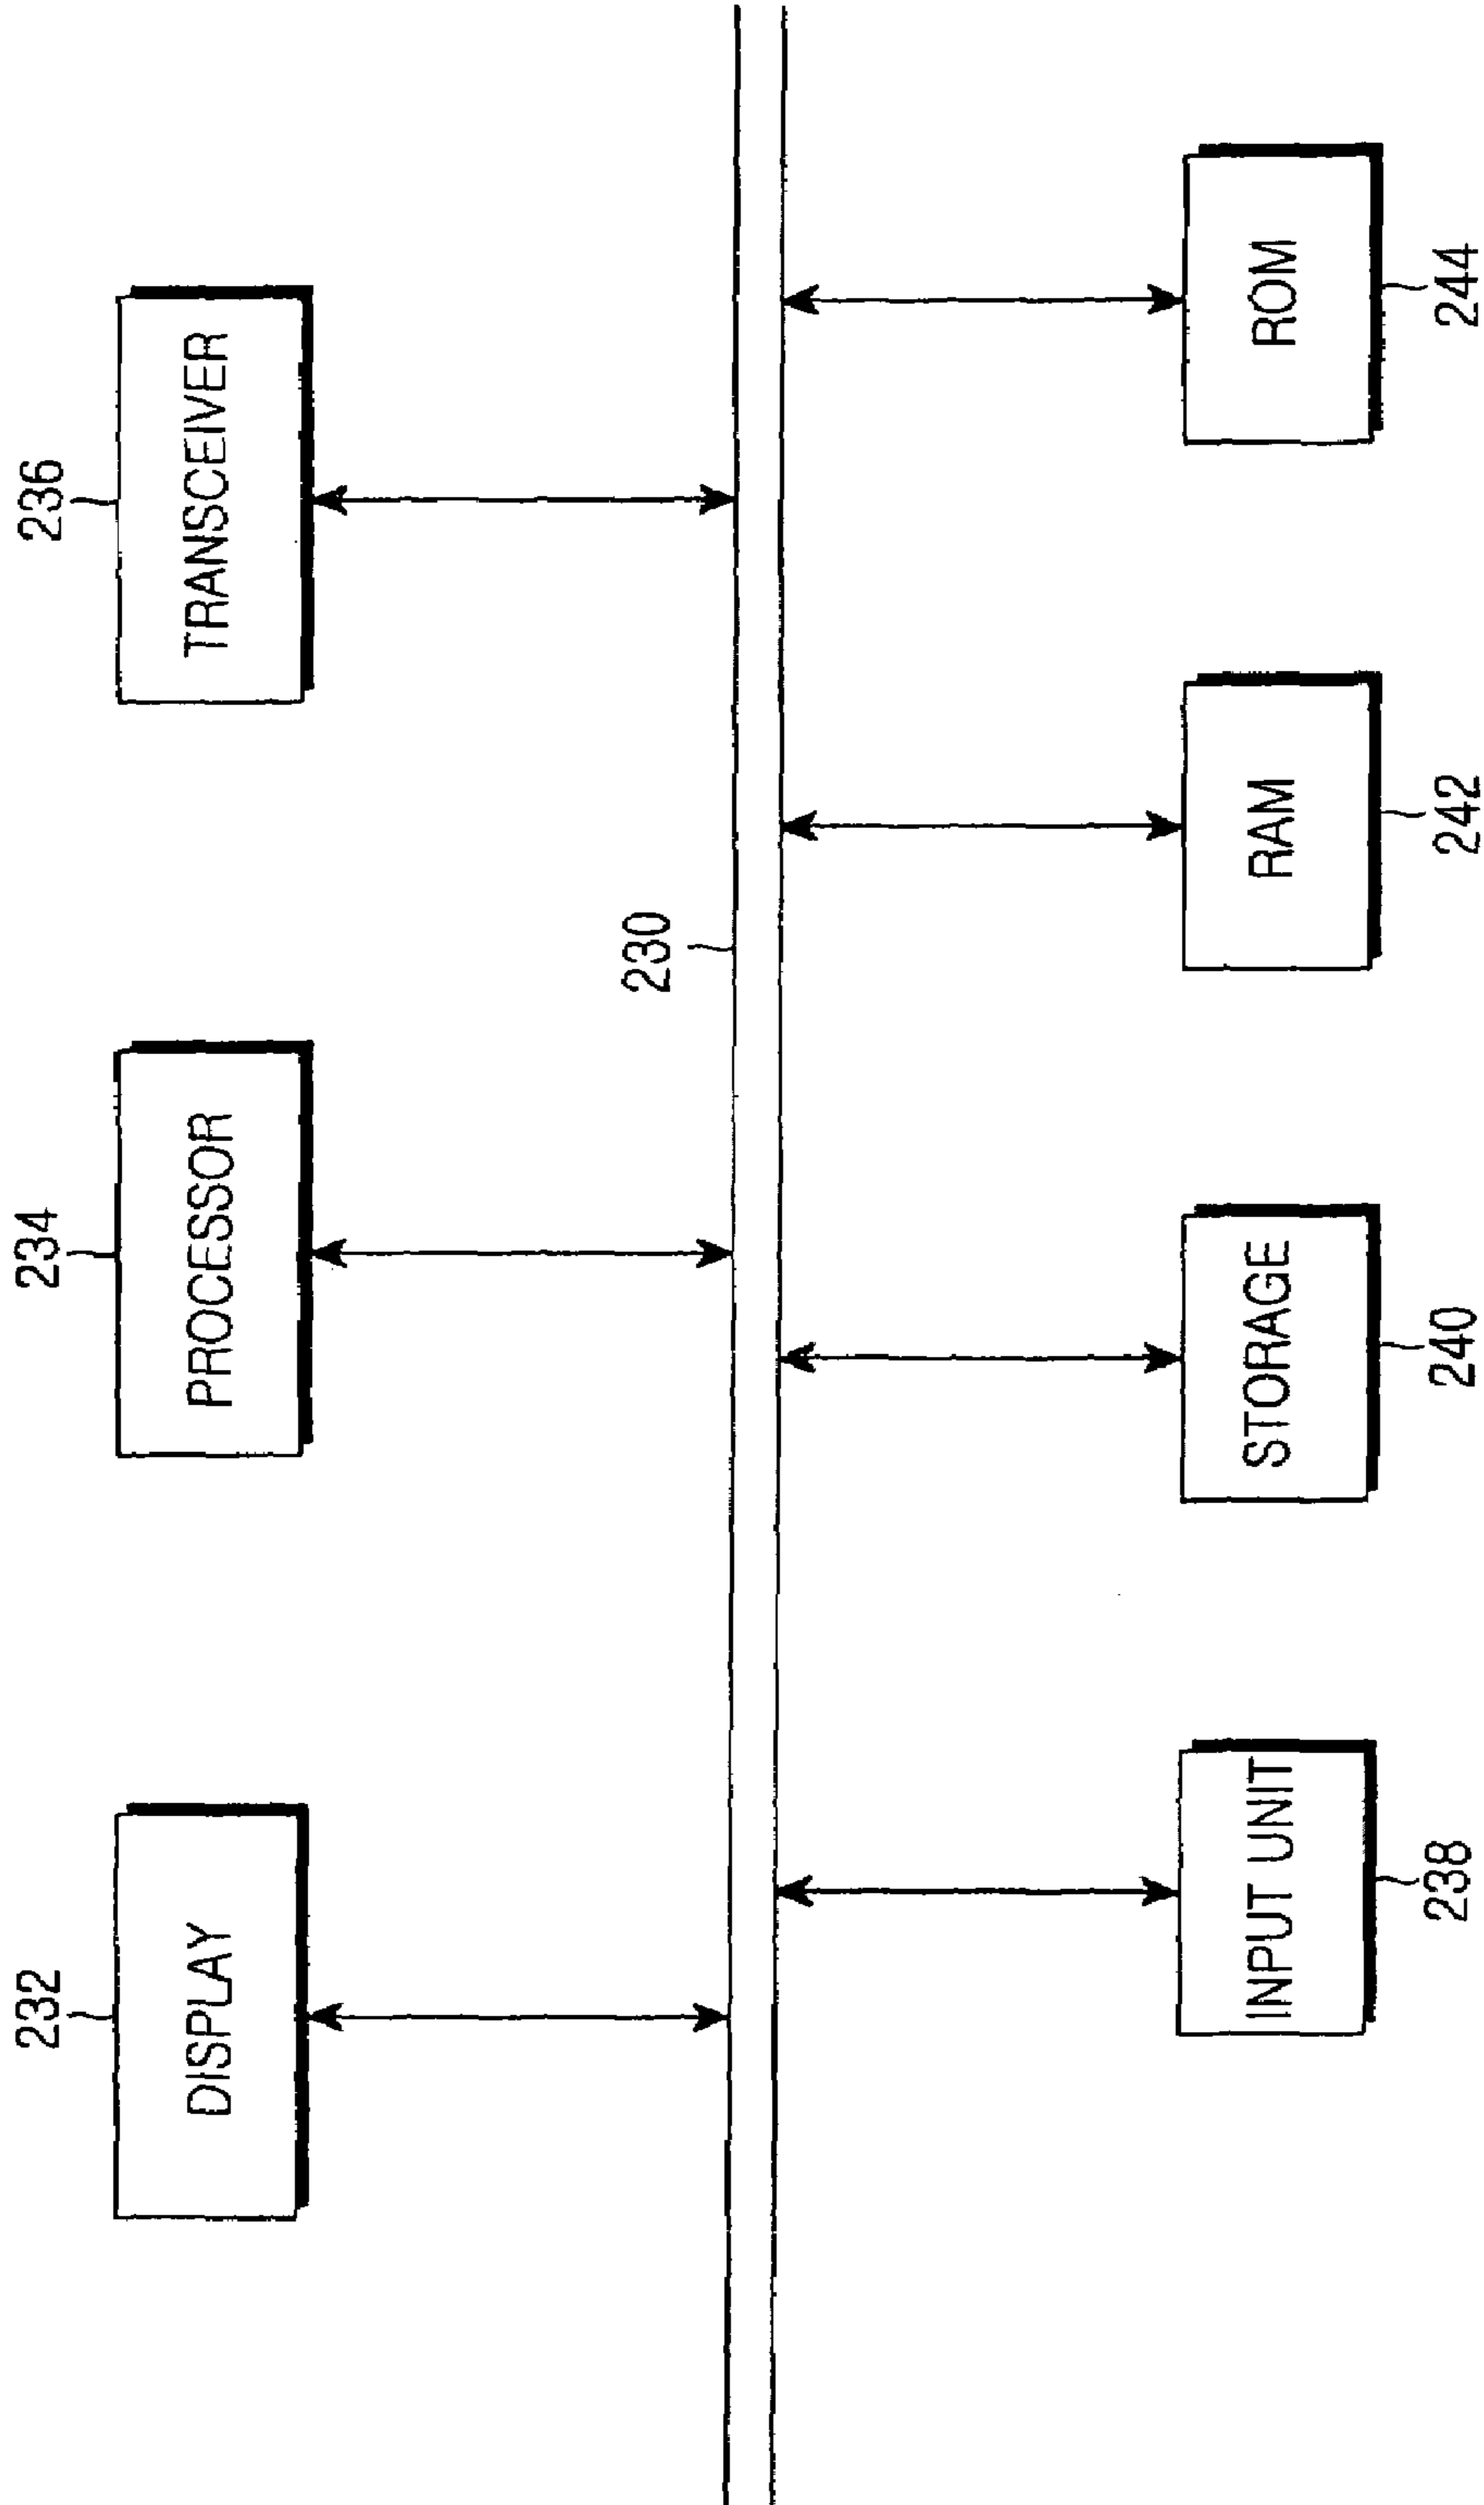 232
234
236
DISPLAY
PROCESSOR
TRANSCEIVER
230
INPUT UNIT
STORAGE
RAM
ROM
238
240
242
244